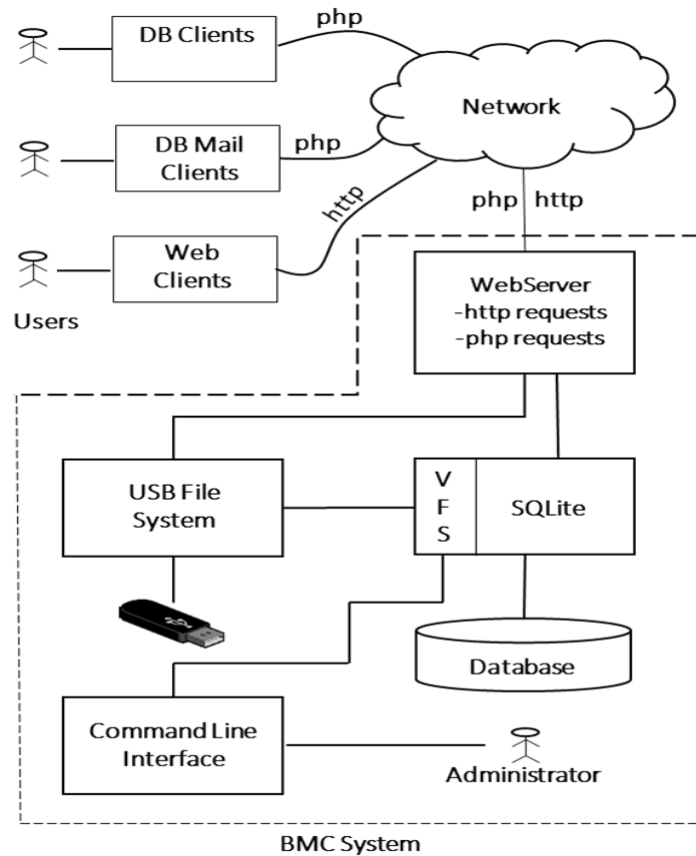 php
DB Clients
Network
DB Mail
Clients
php
http
php http
Web
Clients
Users
WebServer
-http requests
-php requests
USB File
System
V
F
S
SQLite
Database
Command Line
Interface
Administrator
BMC System